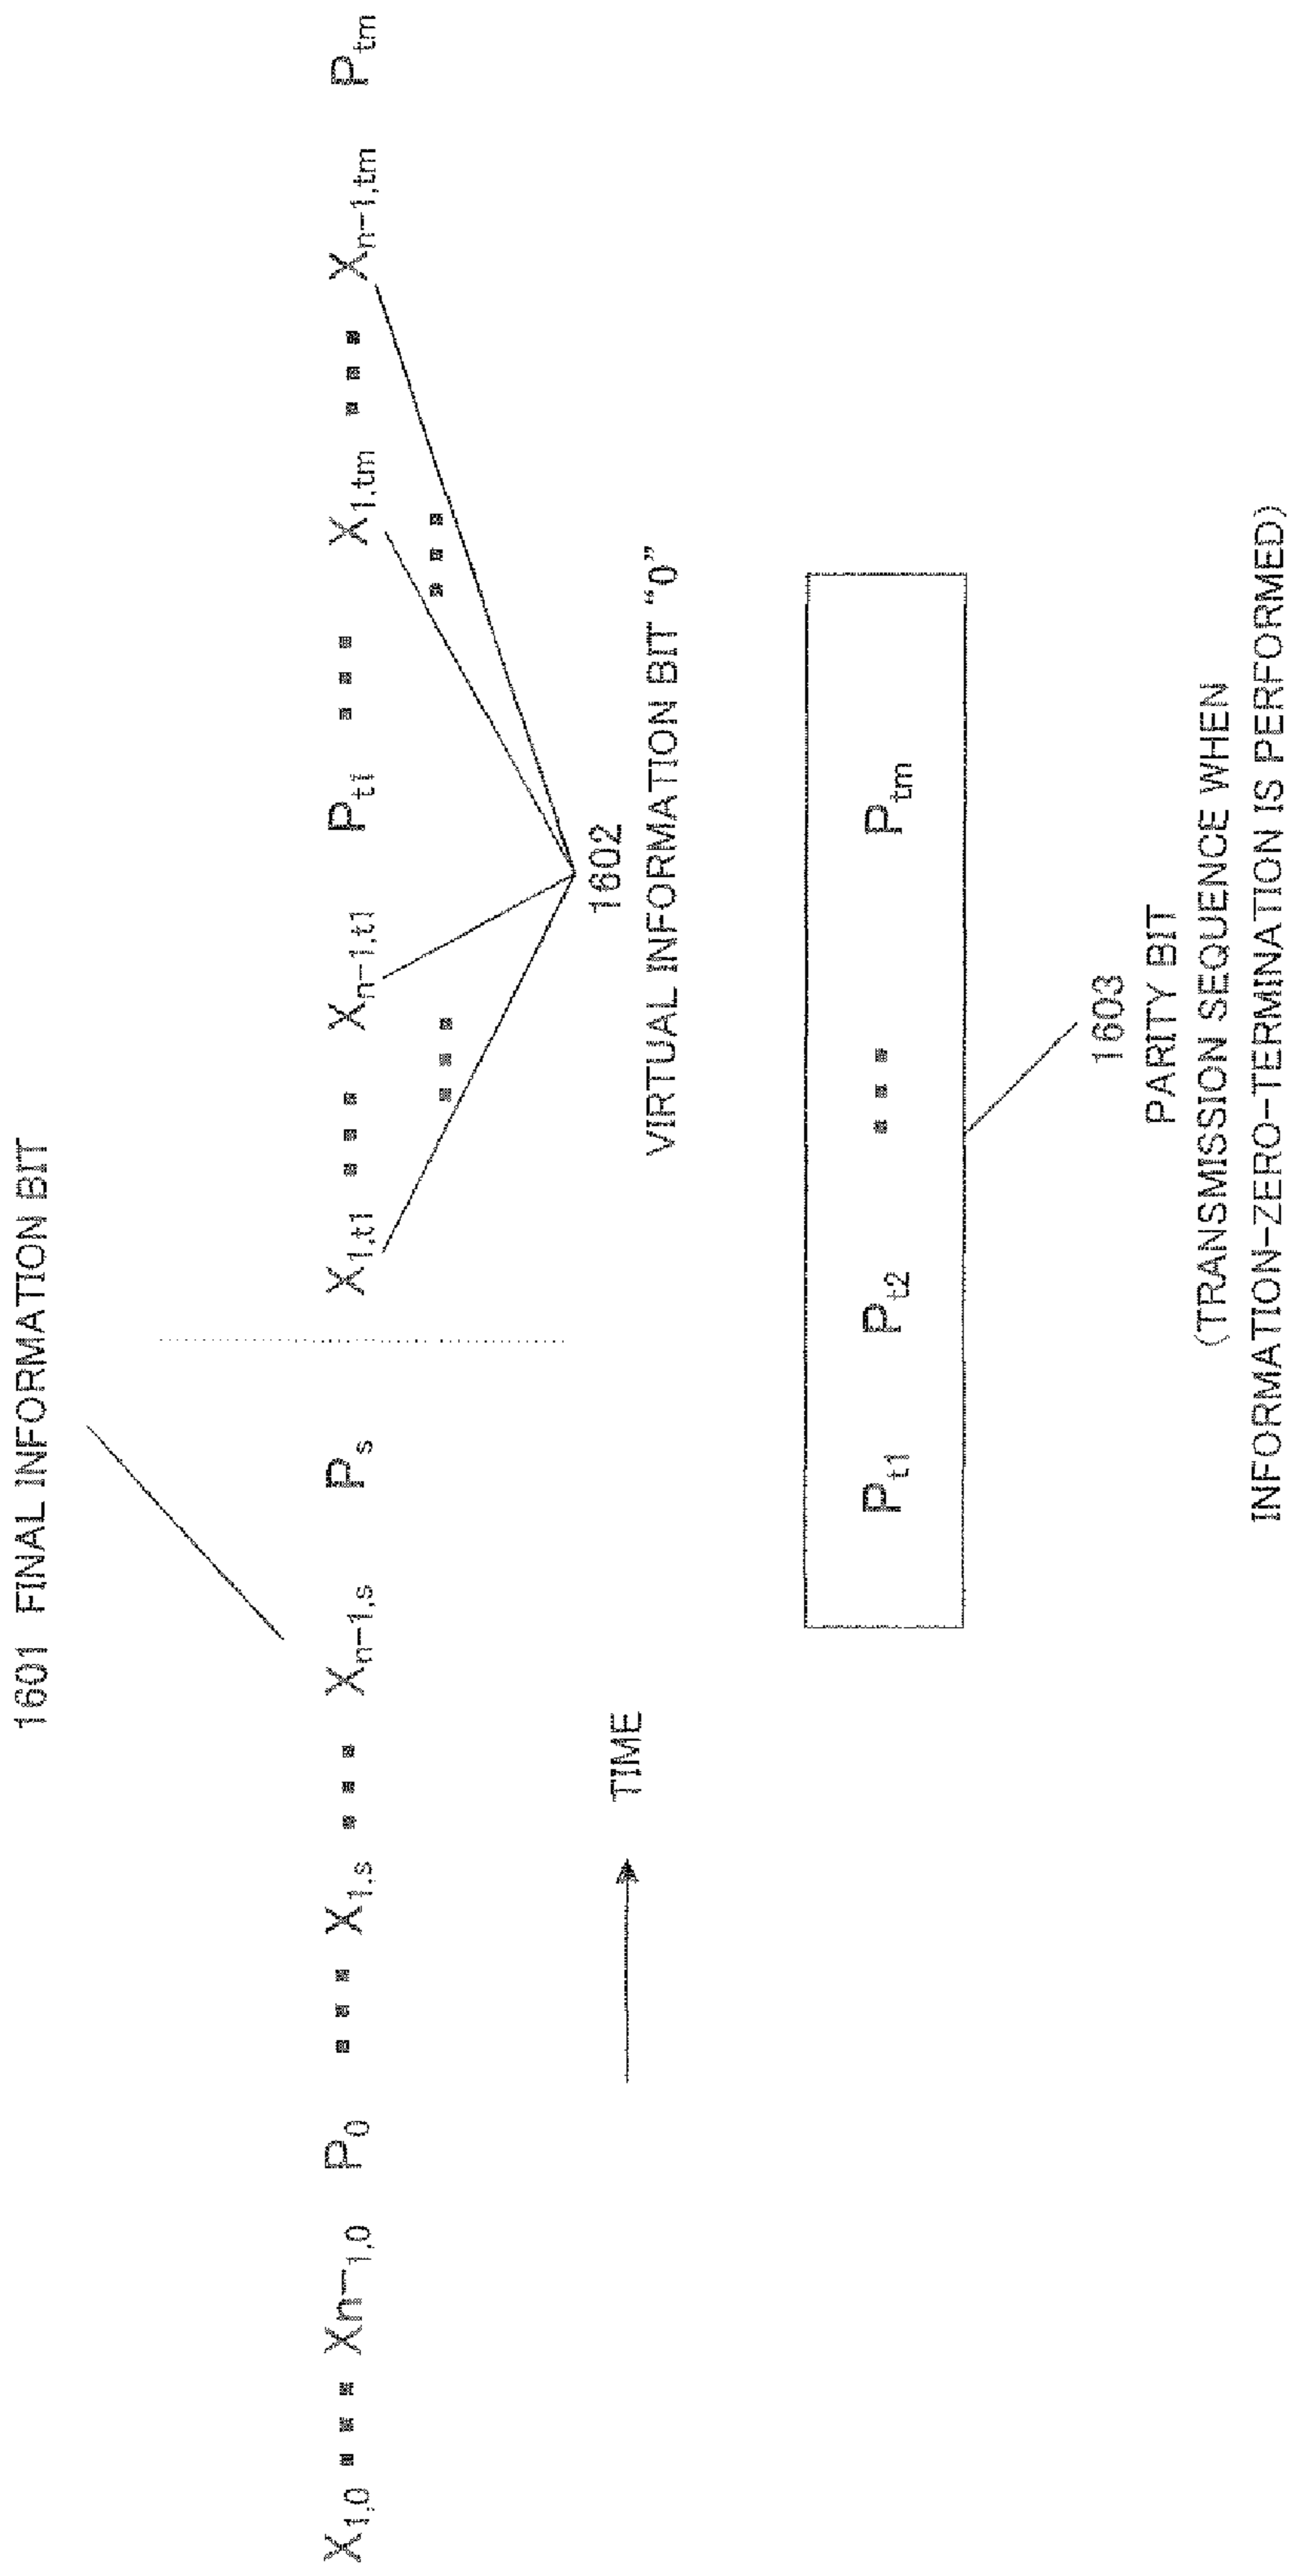 1601 FINAL INFORMATION BIT
X1,0 ▪ ▪ ▪ Xn-1,0 P0 ▪ ▪ ▪ X1,s ▪ ▪ ▪ Xn-1,s Ps X1,t1 ▪ ▪ ▪ Xn-1,t1 Pt1 ▪ ▪ ▪ X1,tm ▪ ▪ ▪ Xn-1,tm Ptm
▪ ▪ ▪ ▪ ▪ ▪
1602
TIME
VIRTUAL INFORMATION BIT “0”
Pt1 Pt2 ▪ ▪ ▪ Ptm
1603
PARITY BIT
(TRANSMISSION SEQUENCE WHEN
INFORMATION-ZERO-TERMINATION IS PERFORMED)